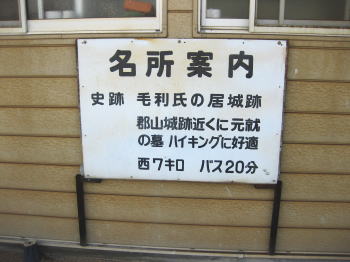 名所案内
史跡 毛利氏の居城跡
郡山城跡近くに元就
の墓 ハイキングに好適
西7キロ バス20分